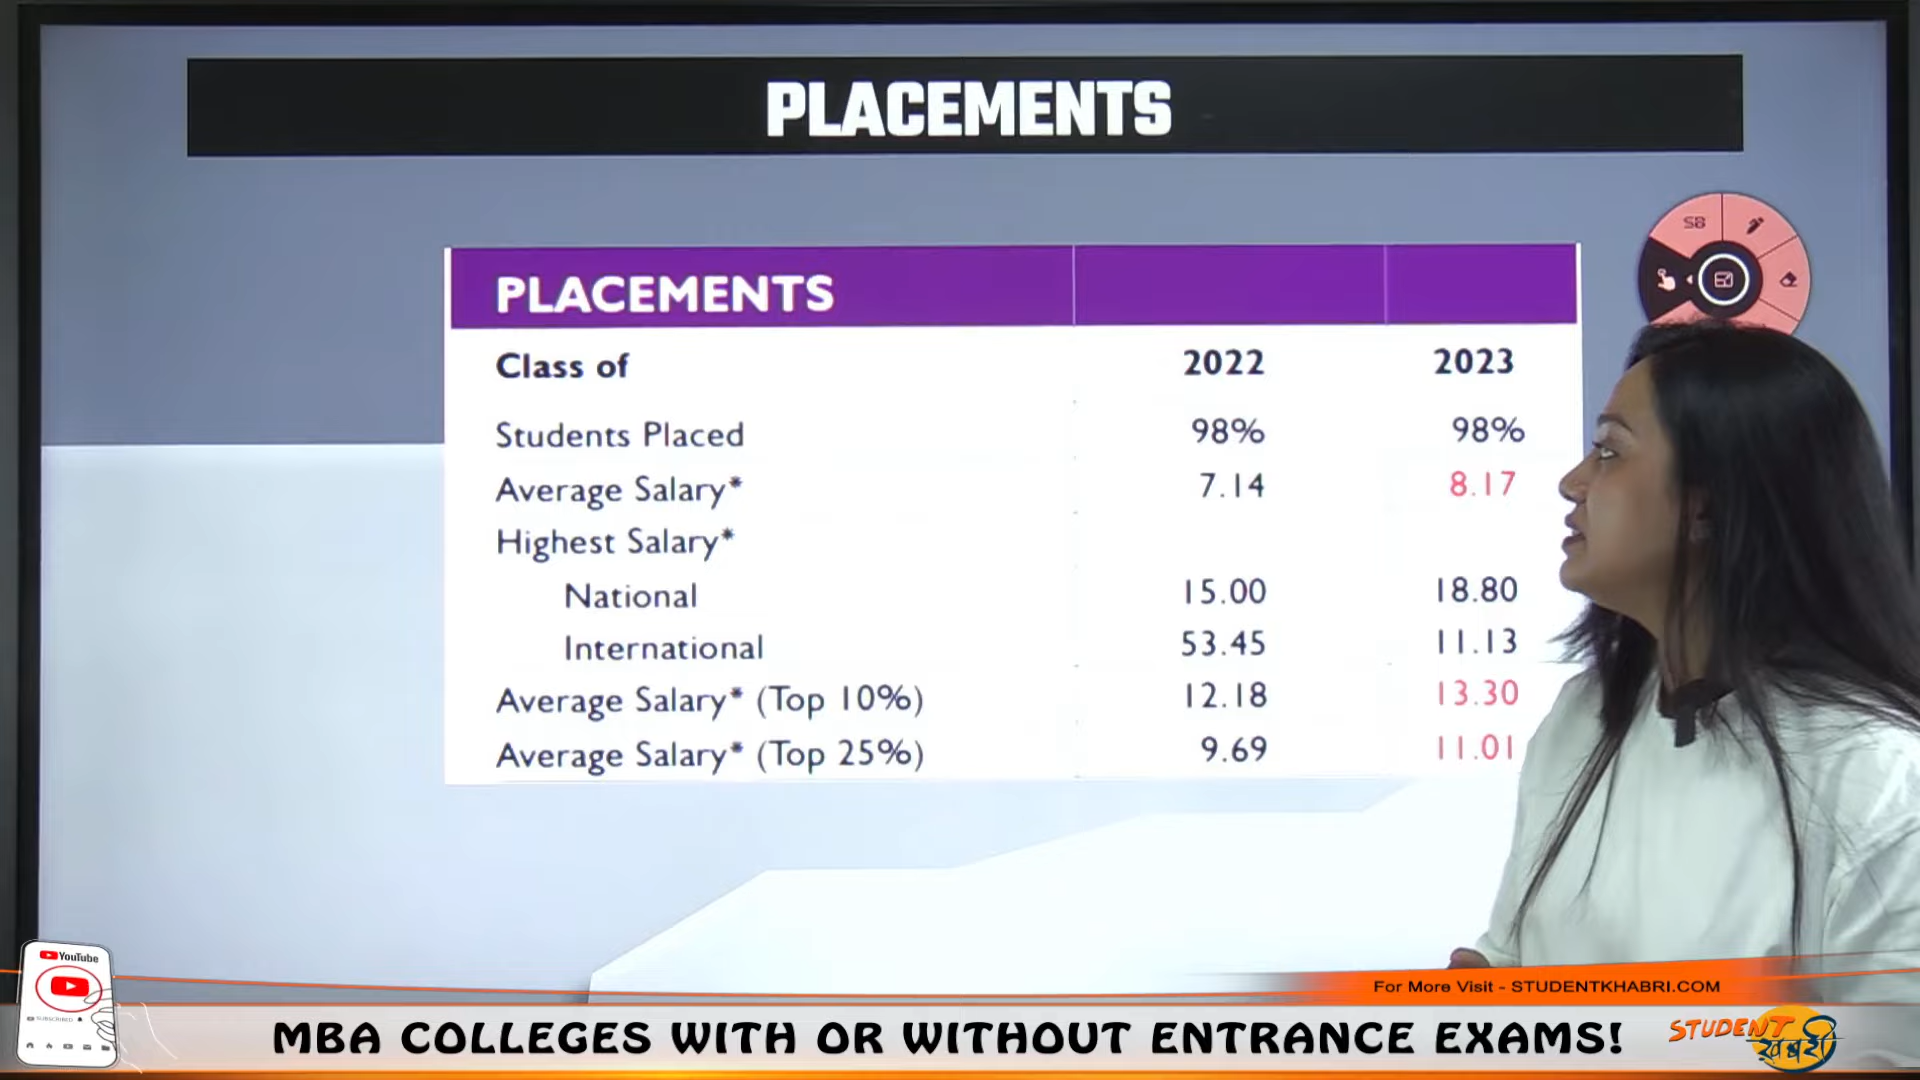 PLACEMENTS
SB
PLACEMENTS
Class of 2022 2023
Students Placed 98% 98%
Average Salary* 7.14 8.17
Highest Salary*
National 15.00 18.80
International 53.45 11.13
Average Salary* (Top 10%) 12.18 13.30
Average Salary* (Top 25%) 9.69 11.01
YouTube
SUBSCRIBED
For More Visit - STUDENTKHABRI.COM
MBA COLLEGES WITH OR WITHOUT ENTRANCE EXAMS!
STUDENT
ख़बरी